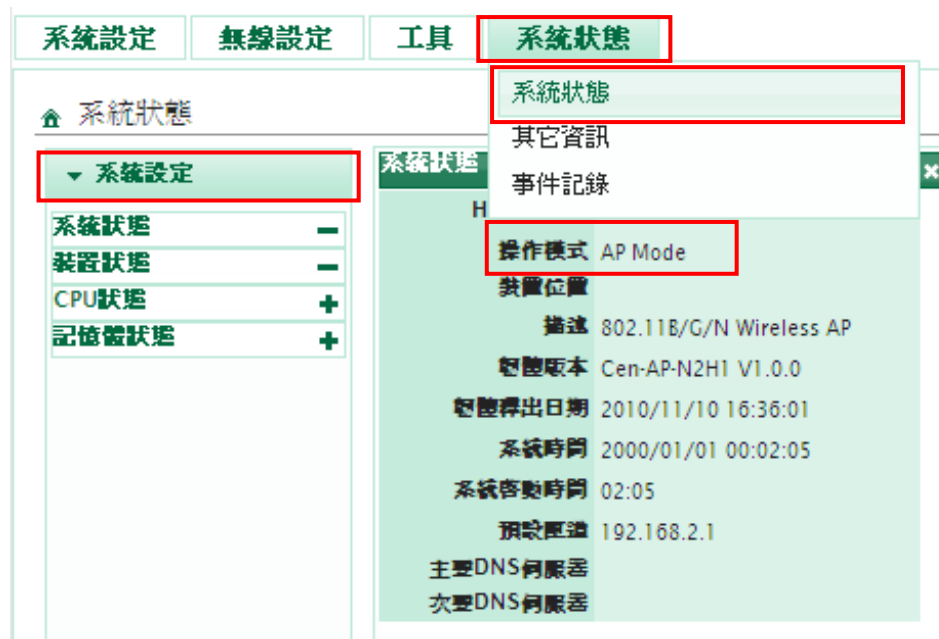 系統設定 無線設定 工具 系統狀態
系統狀態
其它資訊
事件記錄
系統狀態
系統設定
系統狀態
裝置狀態
CPU狀態
記憶體狀態
系統狀態
H
操作模式 AP Mode
裝置位置
描述 802.11B/G/N Wireless AP
韌體版本 Cen-AP-N2H1 V1.0.0
韌體釋出日期 2010/11/10 16:36:01
系統時間 2000/01/01 00:02:05
系統啓動時間 02:05
預設匝道 192.168.2.1
主要DNS伺服器
次要DNS伺服器